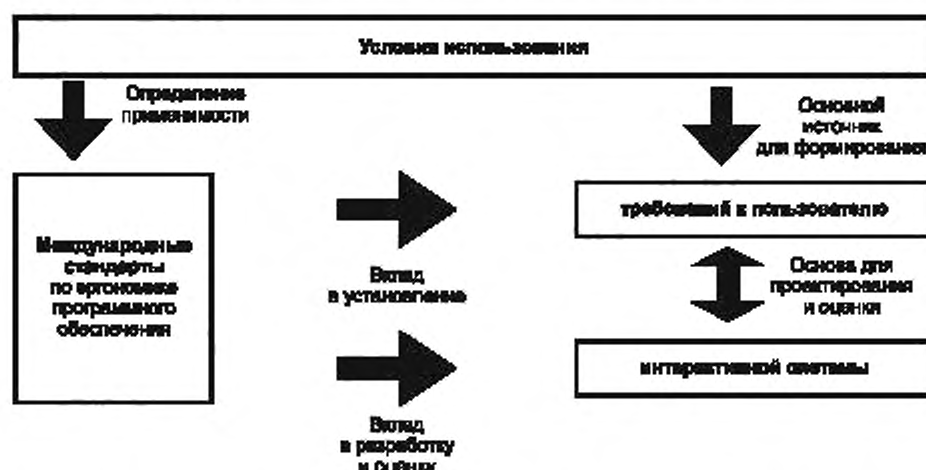 Условия использования
Определение
применимости
Основной
источник
для формирования
Международные
стандарты
по эргономике
программного
обеспечения
требований к пользователю
Вклад
в установление
Основа для
проектирования
и оценки
интерактивной системы
Вклад
в разработку
и оценку